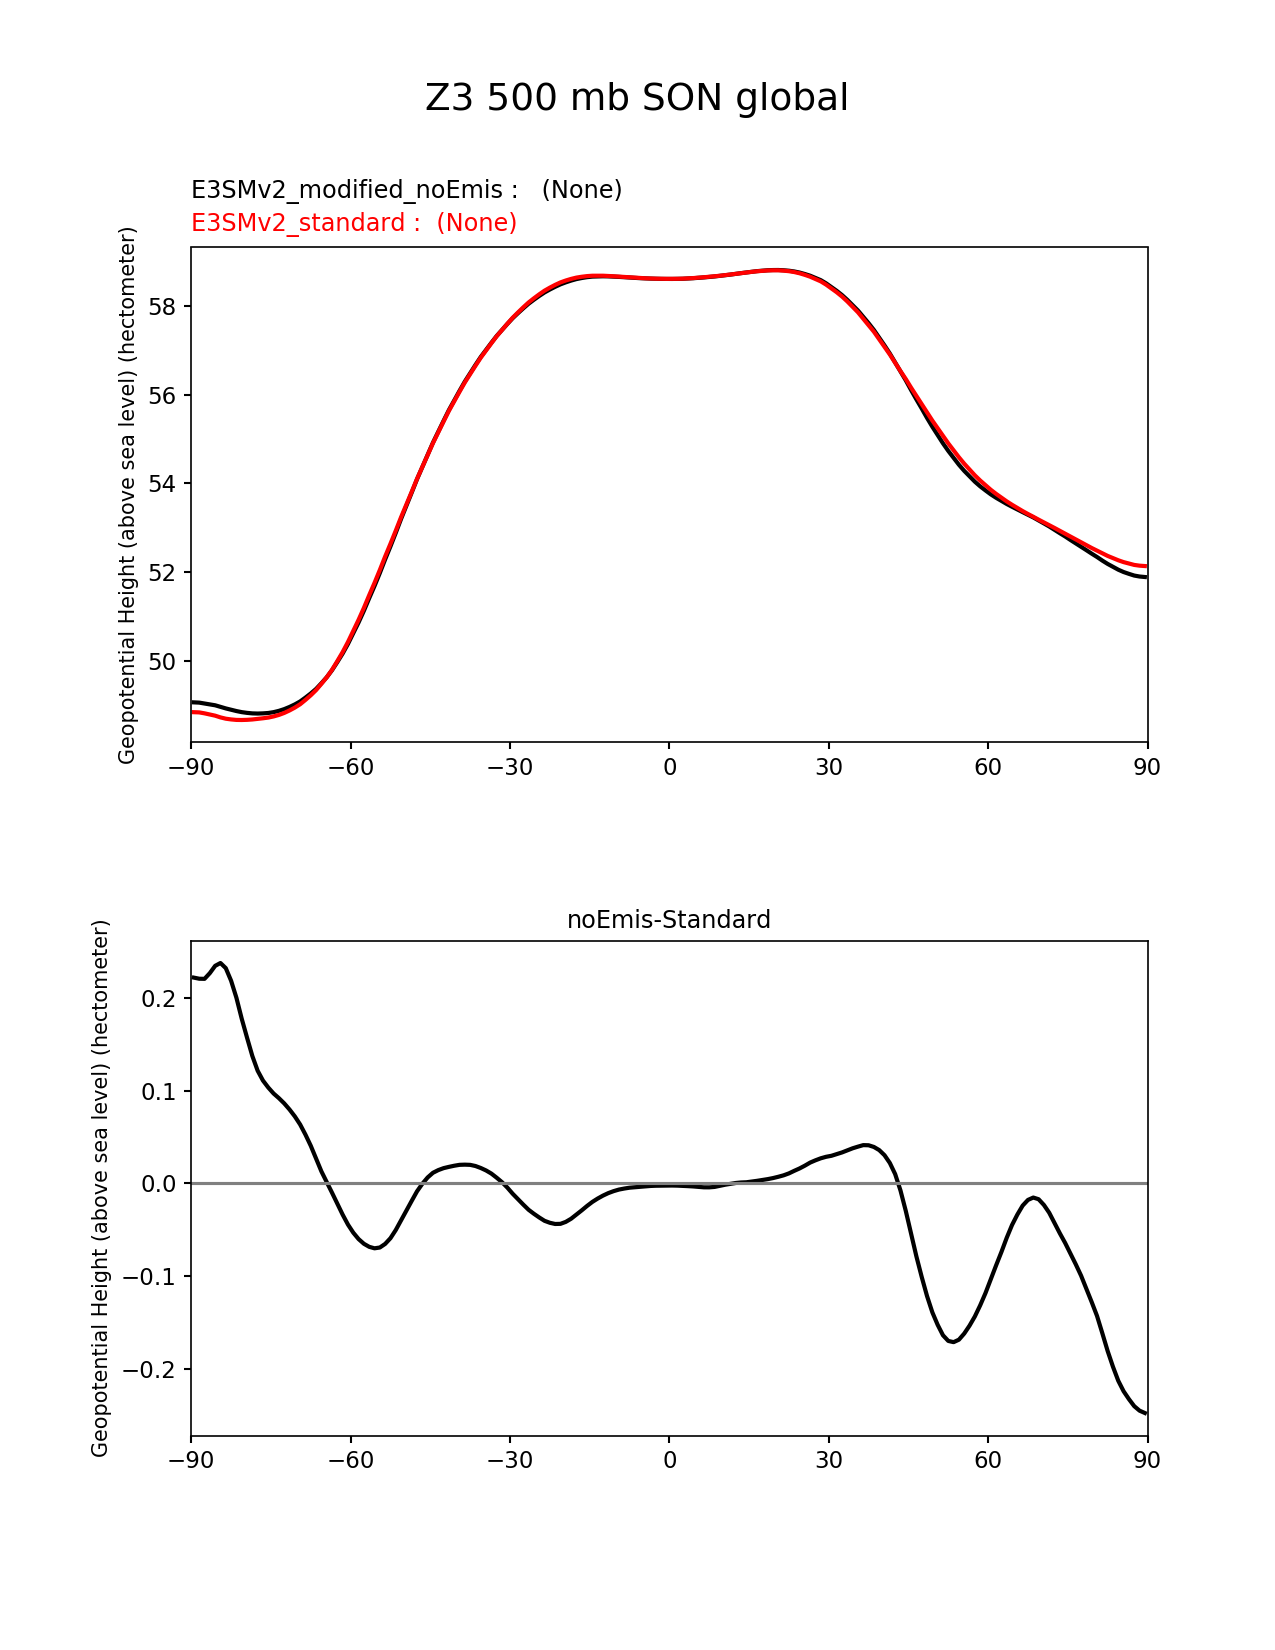 Z3 500 mb SON global
E3SMv2_modified_noEmis :   (None)
E3SMv2_standard :  (None)
Geopotential Height (above sea level) (hectometer)
58
56
54
52
50
−90 −60 −30 0 30 60 90
noEmis-Standard
Geopotential Height (above sea level) (hectometer)
0.2
0.1
0.0
−0.1
−0.2
−90 −60 −30 0 30 60 90